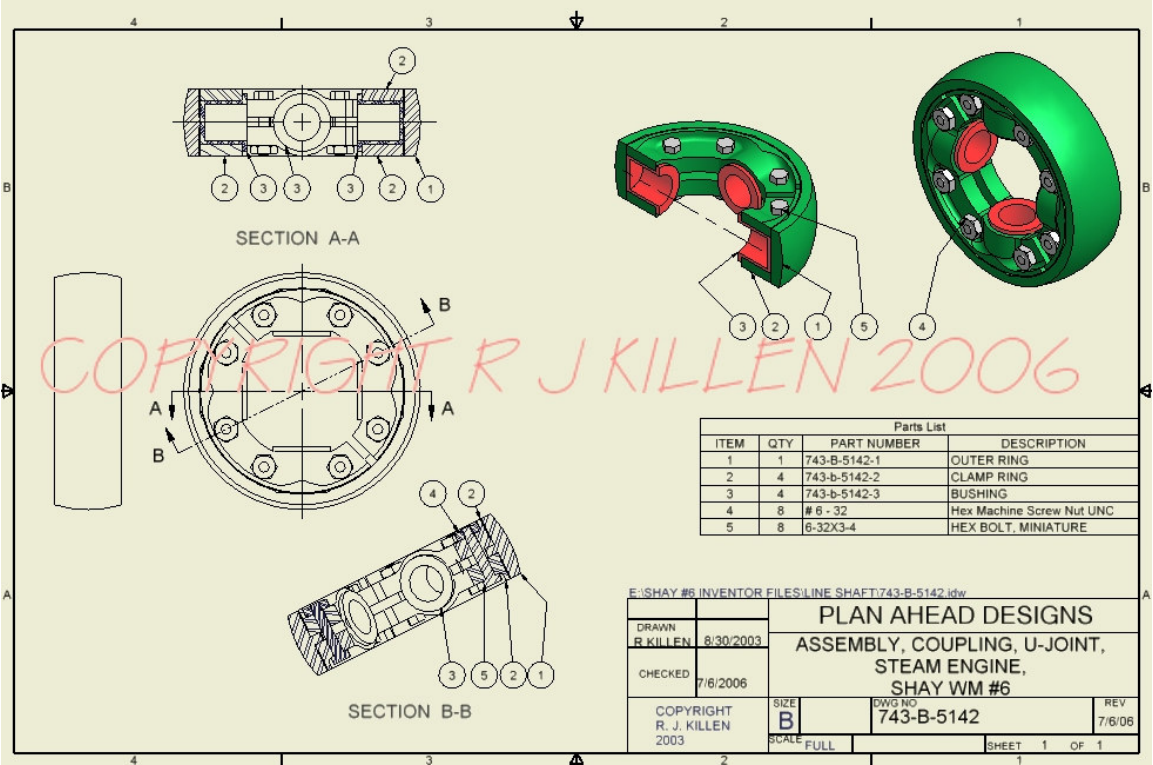 4 3 2 1
2
B B
2 3 3 3 2 1
SECTION A-A
3 2 1 5 4
B
COPYRIGHT R J KILLEN 2006
A A
B
Parts List
ITEM QTY PART NUMBER DESCRIPTION
1 1 743-B-5142-1 OUTER RING
2 4 743-b-5142-2 CLAMP RING
3 4 743-b-5142-3 BUSHING
4 8 # 6 - 32 Hex Machine Screw Nut UNC
5 8 6-32X3-4 HEX BOLT, MINIATURE
4 2
A A
3 5 2 1
SECTION B-B
E:\SHAY #6 INVENTOR FILES\LINE SHAFT\743-B-5142.idw
PLAN AHEAD DESIGNS
DRAWN
R KILLEN 8/30/2003
ASSEMBLY, COUPLING, U-JOINT,
STEAM ENGINE,
SHAY WM #6
CHECKED
7/6/2006
COPYRIGHT
R. J. KILLEN
2003
SIZE
B
DWG NO
743-B-5142
REV
7/6/06
SCALE FULL
SHEET 1 OF 1
4 3 2 1